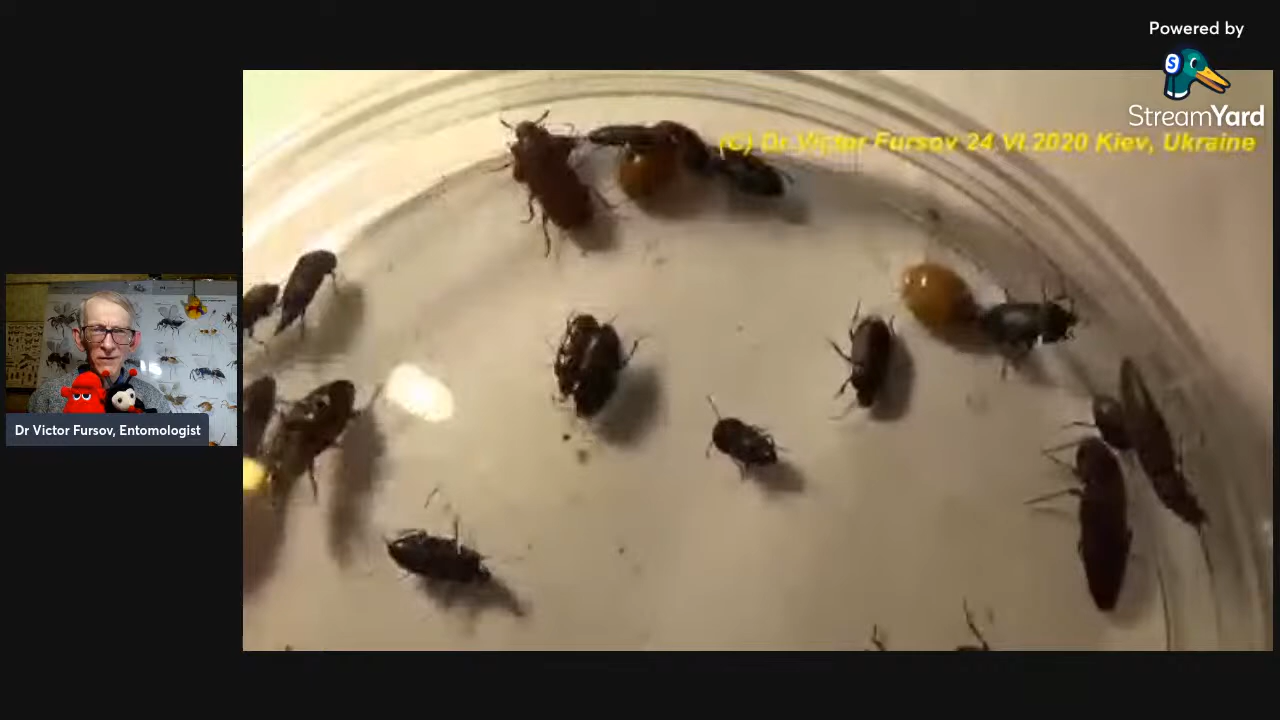 Powered by
S
StreamYard
(C) Dr Victor Fursov 24 VI.2020 Kiev, Ukraine
Dr Victor Fursov, Entomologist